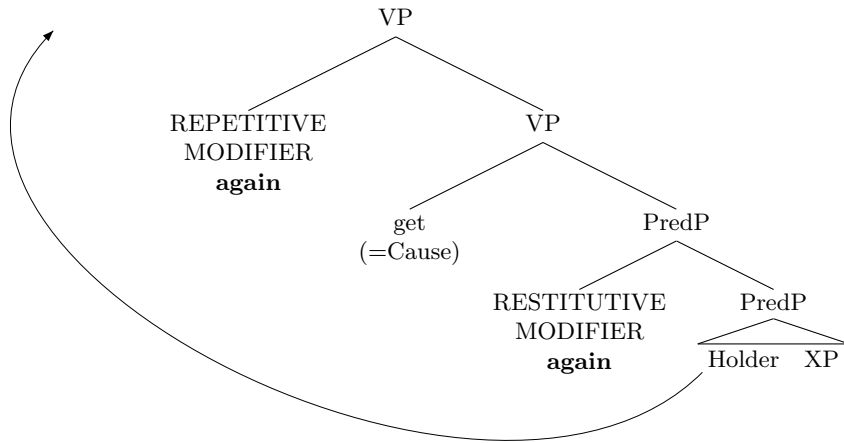 VP
REPETITIVE
MODIFIER
again
VP
get
(=Cause)
PredP
RESTITUTIVE
MODIFIER
again
PredP
Holder XP